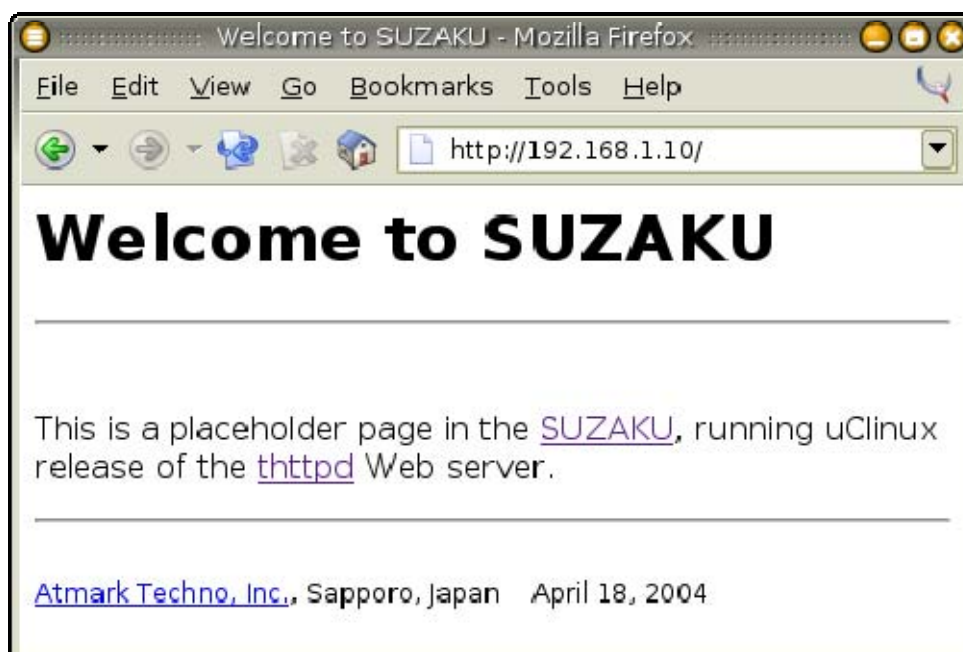 Welcome to SUZAKU - Mozilla Firefox
File Edit View Go Bookmarks Tools Help
http://192.168.1.10/
Welcome to SUZAKU
This is a placeholder page in the SUZAKU, running uClinux
release of the thttpd Web server.
Atmark Techno, Inc., Sapporo, Japan April 18, 2004